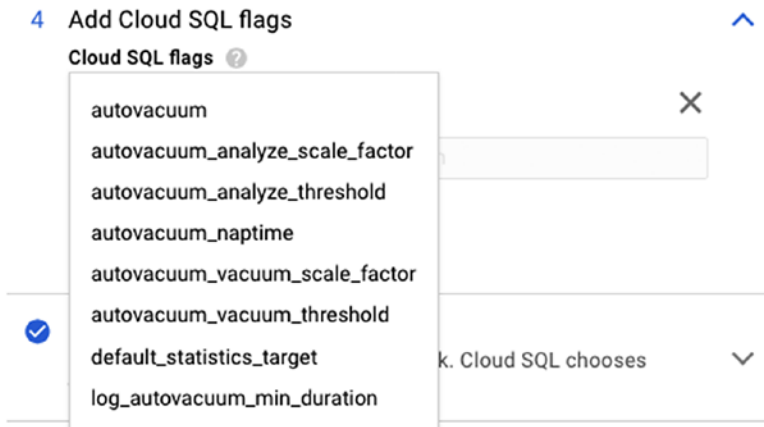 4 Add Cloud SQL flags
Cloud SQL flags ?
autovacuum
autovacuum_analyze_scale_factor
autovacuum_analyze_threshold
autovacuum_naptime
autovacuum_vacuum_scale_factor
autovacuum_vacuum_threshold
default_statistics_target
k. Cloud SQL chooses
log_autovacuum_min_duration